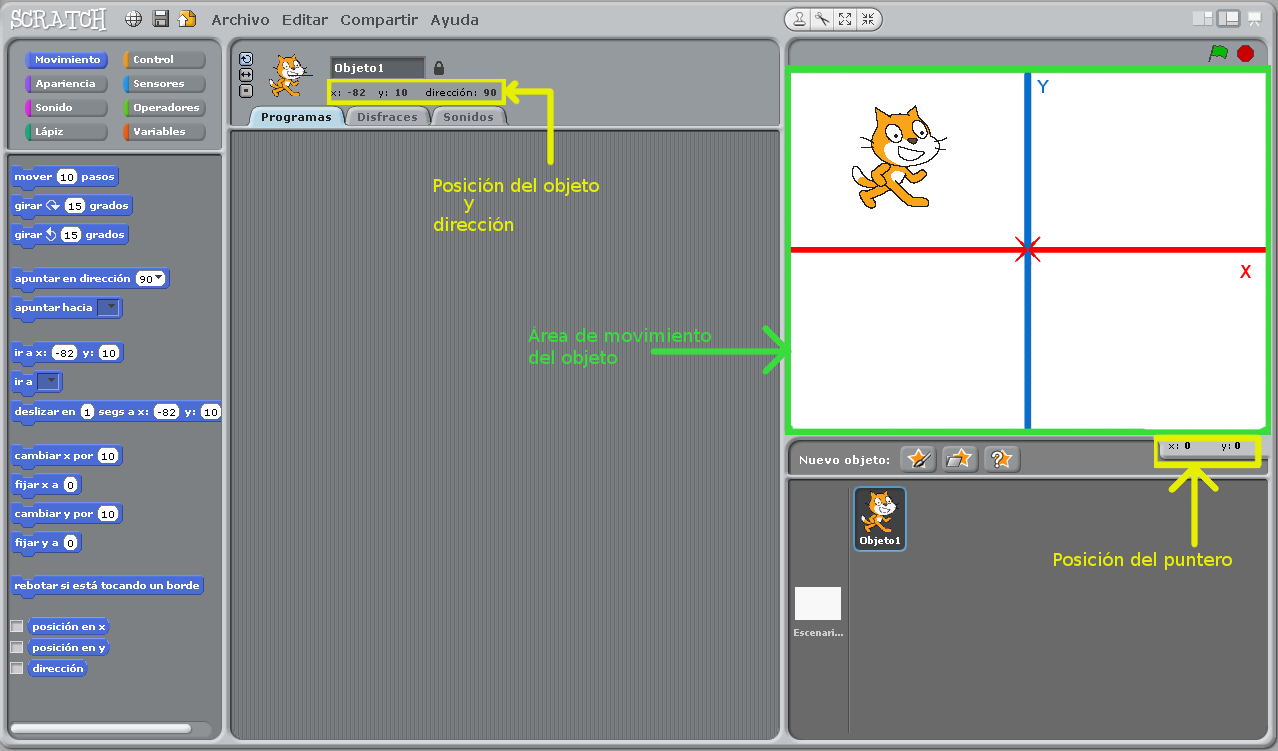 SCRATCH
Archivo Editar Compartir Ayuda
Movimiento Control
Apariencia Sensores
Sonido Operadores
Lápiz Variables
mover 10 pasos
girar 15 grados
girar 15 grados
apuntar en dirección 90
apuntar hacia
ir a x: -82 y: 10
ir a
deslizar en 1 segs a x: -82 y: 10
cambiar x por 10
fijar x a 0
cambiar y por 10
fijar y a 0
rebotar si está tocando un borde
posición en x
posición en y
dirección
Objeto1
x: -82 y: 10 dirección: 90
Programas Disfraces Sonidos
Posición del objeto
y
dirección
Área de movimiento
del objeto
Y
X
x: 0 y: 0
Nuevo objeto:
Objeto1
Posición del puntero
Escenari...